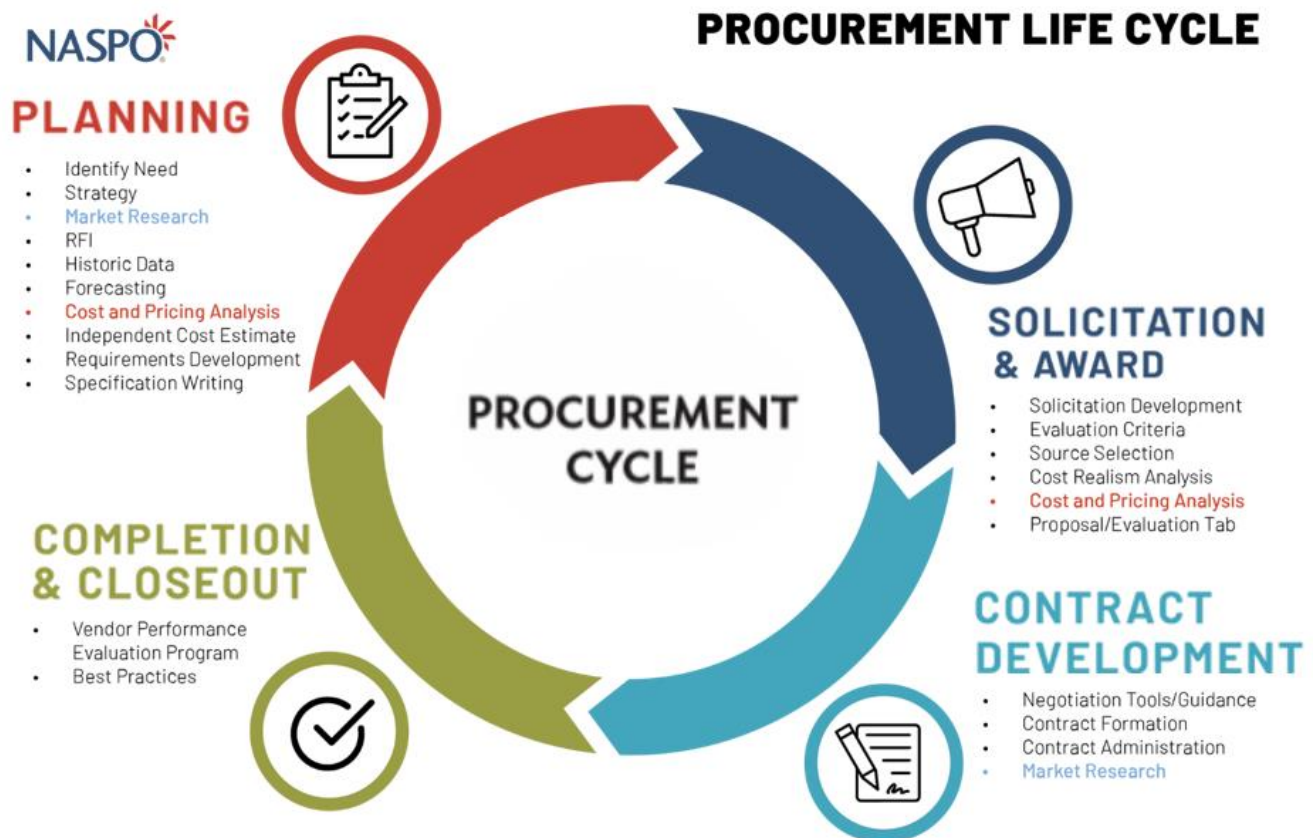 NASPO
PROCUREMENT LIFE CYCLE
PLANNING
• Identify Need
• Strategy
• Market Research
• RFI
• Historic Data
• Forecasting
• Cost and Pricing Analysis
• Independent Cost Estimate
• Requirements Development
• Specification Writing
SOLICITATION
& AWARD
• Solicitation Development
• Evaluation Criteria
• Source Selection
• Cost Realism Analysis
• Cost and Pricing Analysis
• Proposal/Evaluation Tab
PROCUREMENT
CYCLE
COMPLETION
& CLOSEOUT
• Vendor Performance
Evaluation Program
• Best Practices
CONTRACT
DEVELOPMENT
• Negotiation Tools/Guidance
• Contract Formation
• Contract Administration
• Market Research